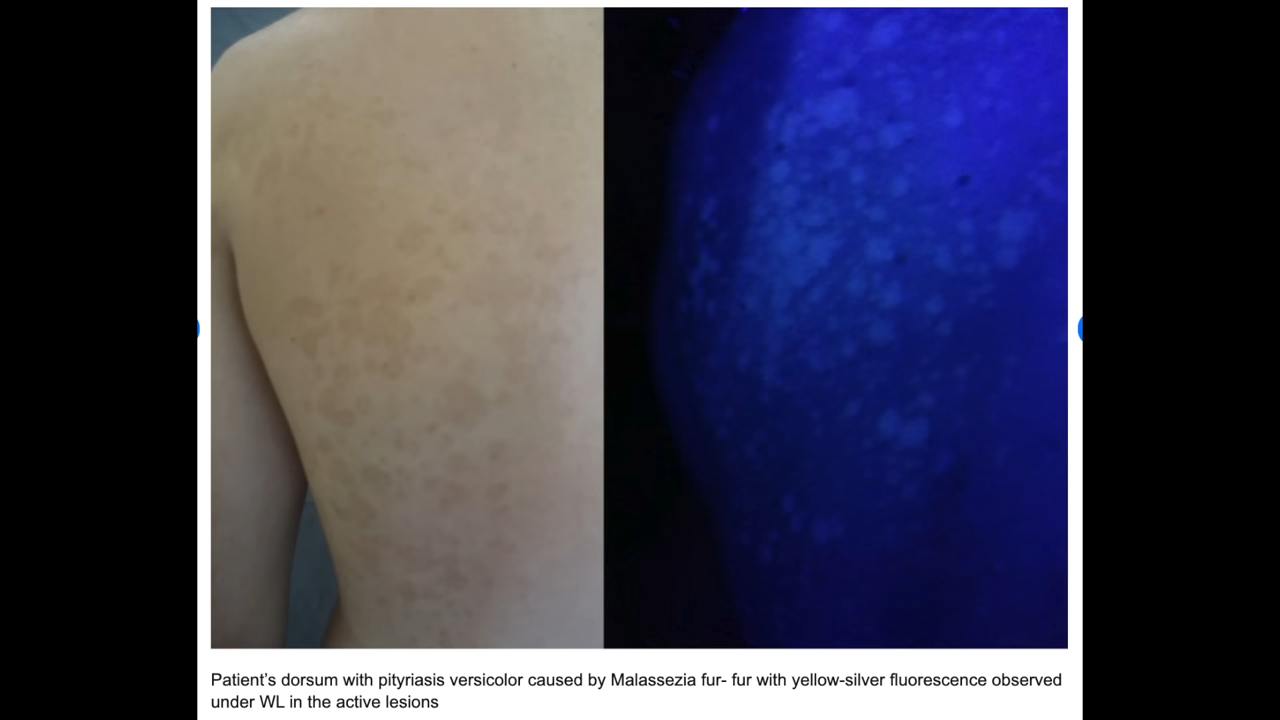 Patient’s dorsum with pityriasis versicolor caused by Malassezia fur- fur with yellow-silver fluorescence observed
under WL in the active lesions